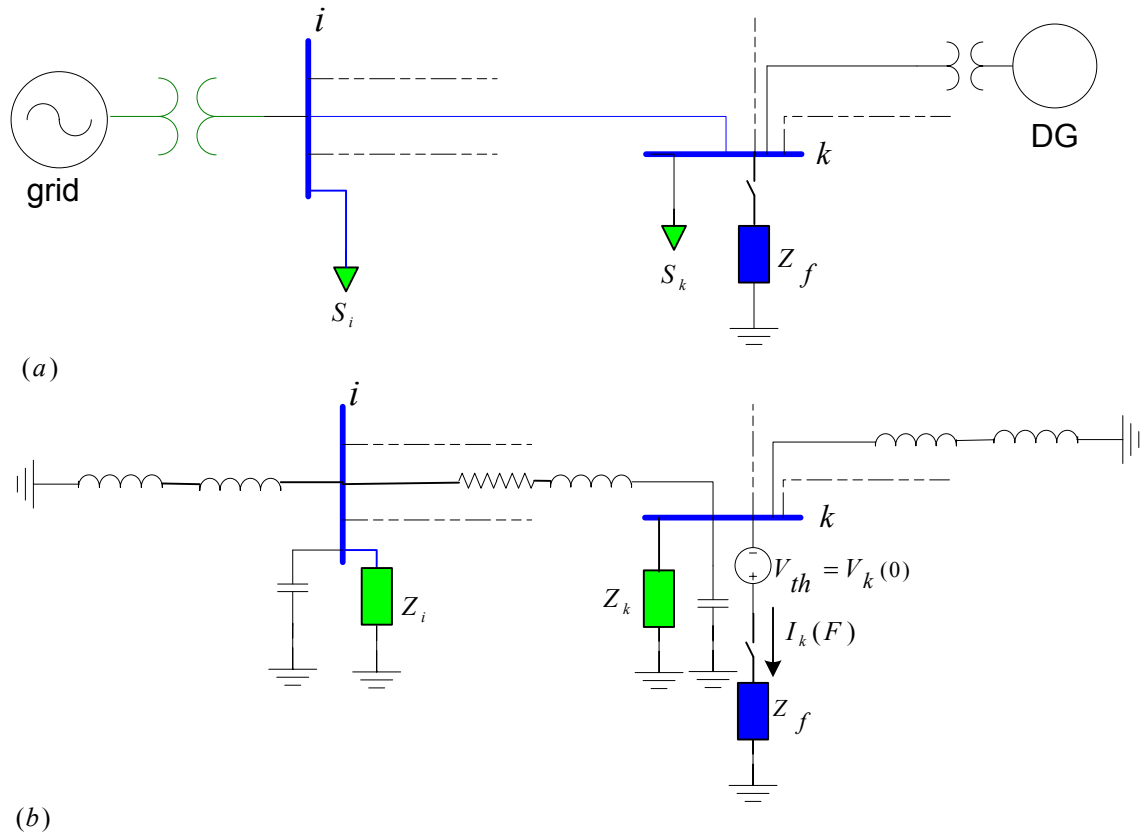 i
grid
S_i
k
DG
Z_f
S_k
(a)
i
Z_i
k
Z_k
V_th = V_k(0)
I_k(F)
Z_f
(b)